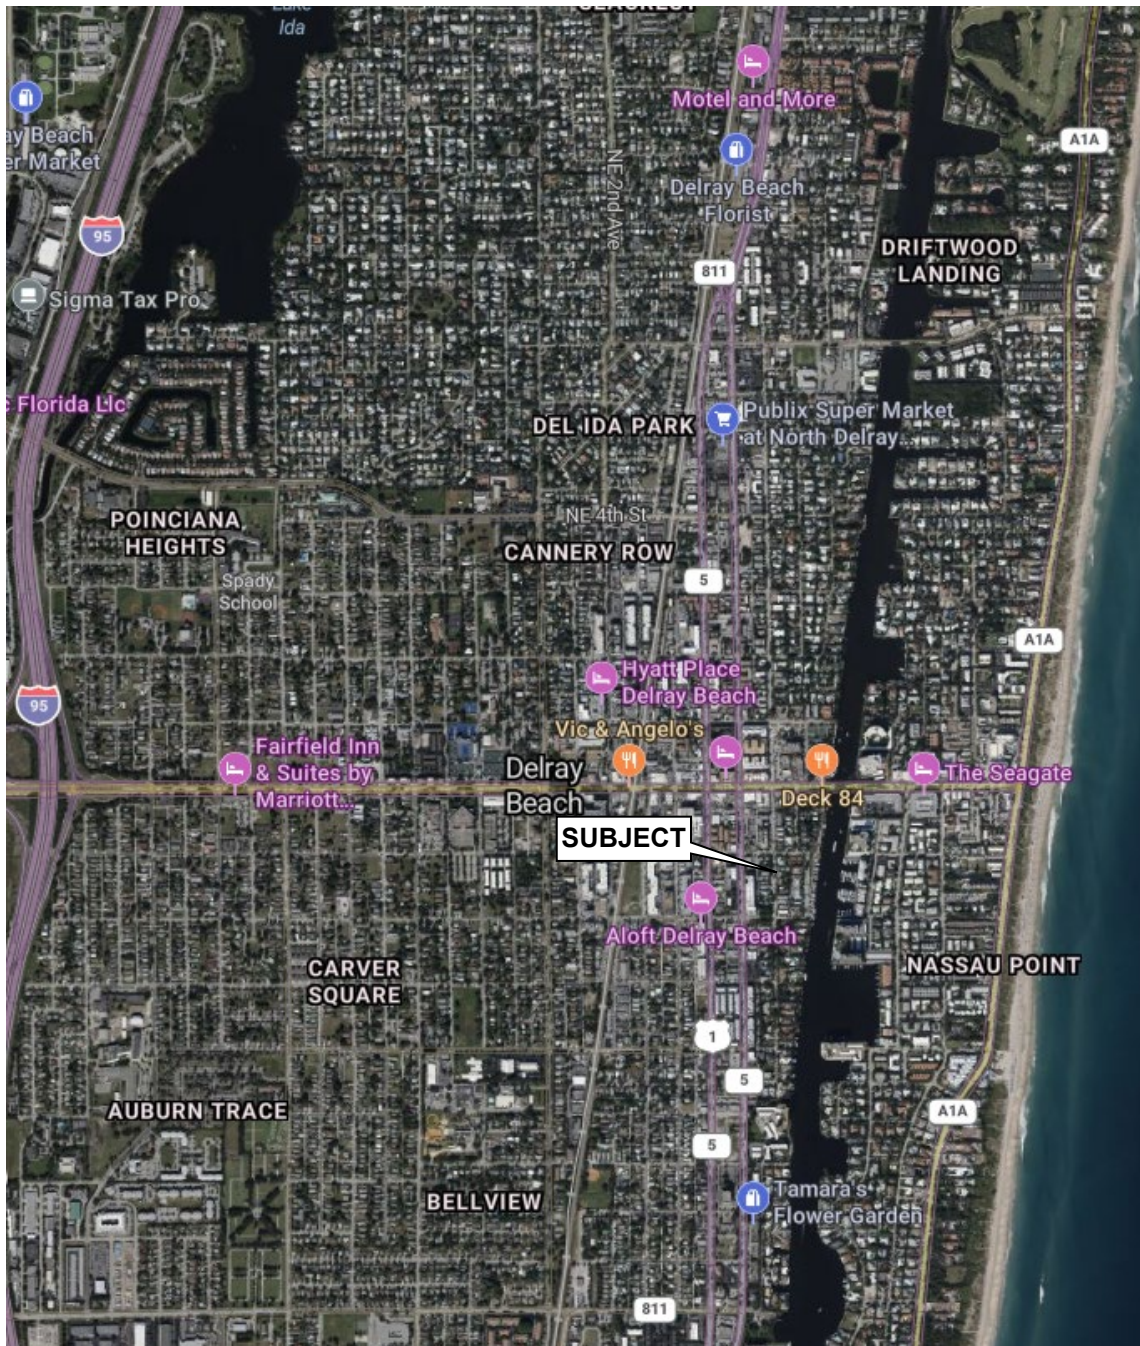 Lake
Ida
Motel and More
ay Beach
er Market
A1A
Delray Beach
Florist
NE 2nd Ave
95
DRIFTWOOD
LANDING
811
Sigma Tax Pro
c Florida Llc
DEL IDA PARK
Publix Super Market
at North Delray...
POINCIANA
HEIGHTS
NE 4th St
CANNERY ROW
5
Spady
School
A1A
Hyatt Place
Delray Beach
95
Vic & Angelo's
Fairfield Inn
& Suites by
Marriott...
Delray
Beach
The Seagate
Deck 84
SUBJECT
Aloft Delray Beach
CARVER
SQUARE
NASSAU POINT
1
5
AUBURN TRACE
A1A
5
BELLVIEW
Tamara's
Flower Garden
811